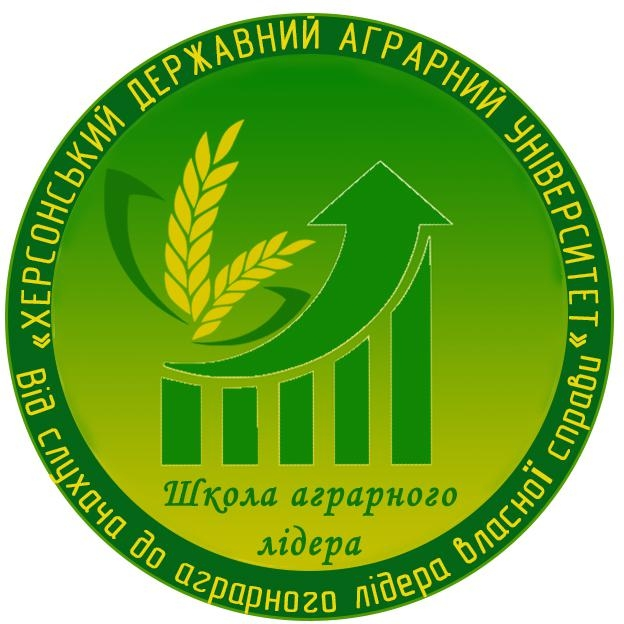 «ХЕРСОНСЬКИЙ ДЕРЖАВНИЙ АГРАРНИЙ УНІВЕРСИТЕТ»
Школа аграрного
лідера
Від слухача до аграрного лідера власної справи